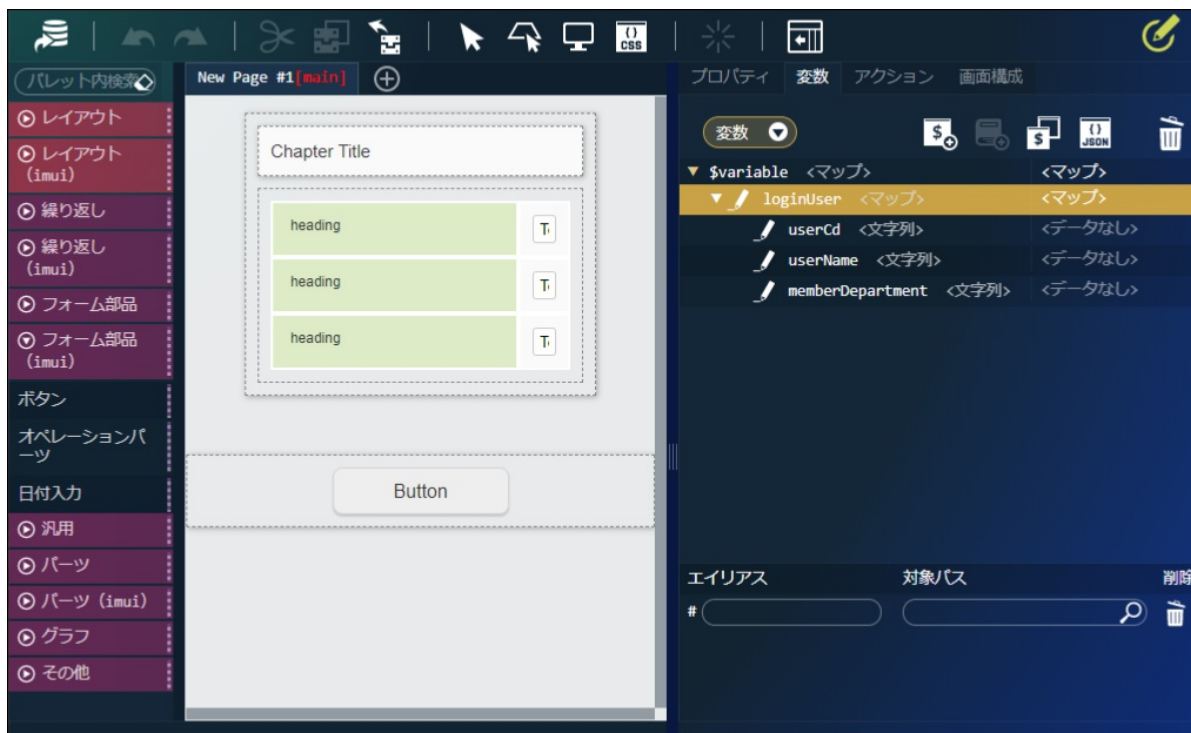 {} CSS
パレット内検索
New Page #1[main]
プロパティ 変数 アクション 画面構成
レイアウト
レイアウト
(imui)
繰り返し
繰り返し
(imui)
フォーム部品
フォーム部品
(imui)
ボタン
オペレーションパ
ーツ
日付入力
汎用
パーツ
パーツ (imui)
グラフ
その他
Chapter Title
heading
heading
heading
Button
変数
$ $ {} JSON
$variable <マップ> <マップ>
loginUser <マップ> <マップ>
userCd <文字列> <データなし>
userName <文字列> <データなし>
memberDepartment <文字列> <データなし>
エイリアス 対象パス 削除
#